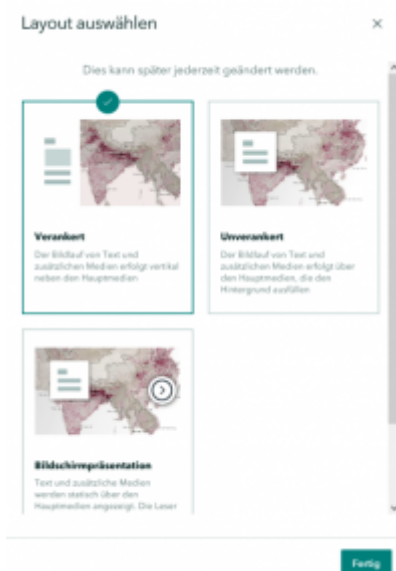 Layout auswählen
Dies kann später jederzeit geändert werden.
Verankert
Der Bildlauf von Text und
zusätzlichen Medien erfolgt vertikal
neben den Hauptmedien
Unverankert
Der Bildlauf von Text und
zusätzlichen Medien erfolgt über
den Hauptmedien, die den
Hintergrund ausfüllen
Bildschirmpräsentation
Text und zusätzliche Medien
werden statisch über den
Hauptmedien angezeigt. Die Leser
Fertig